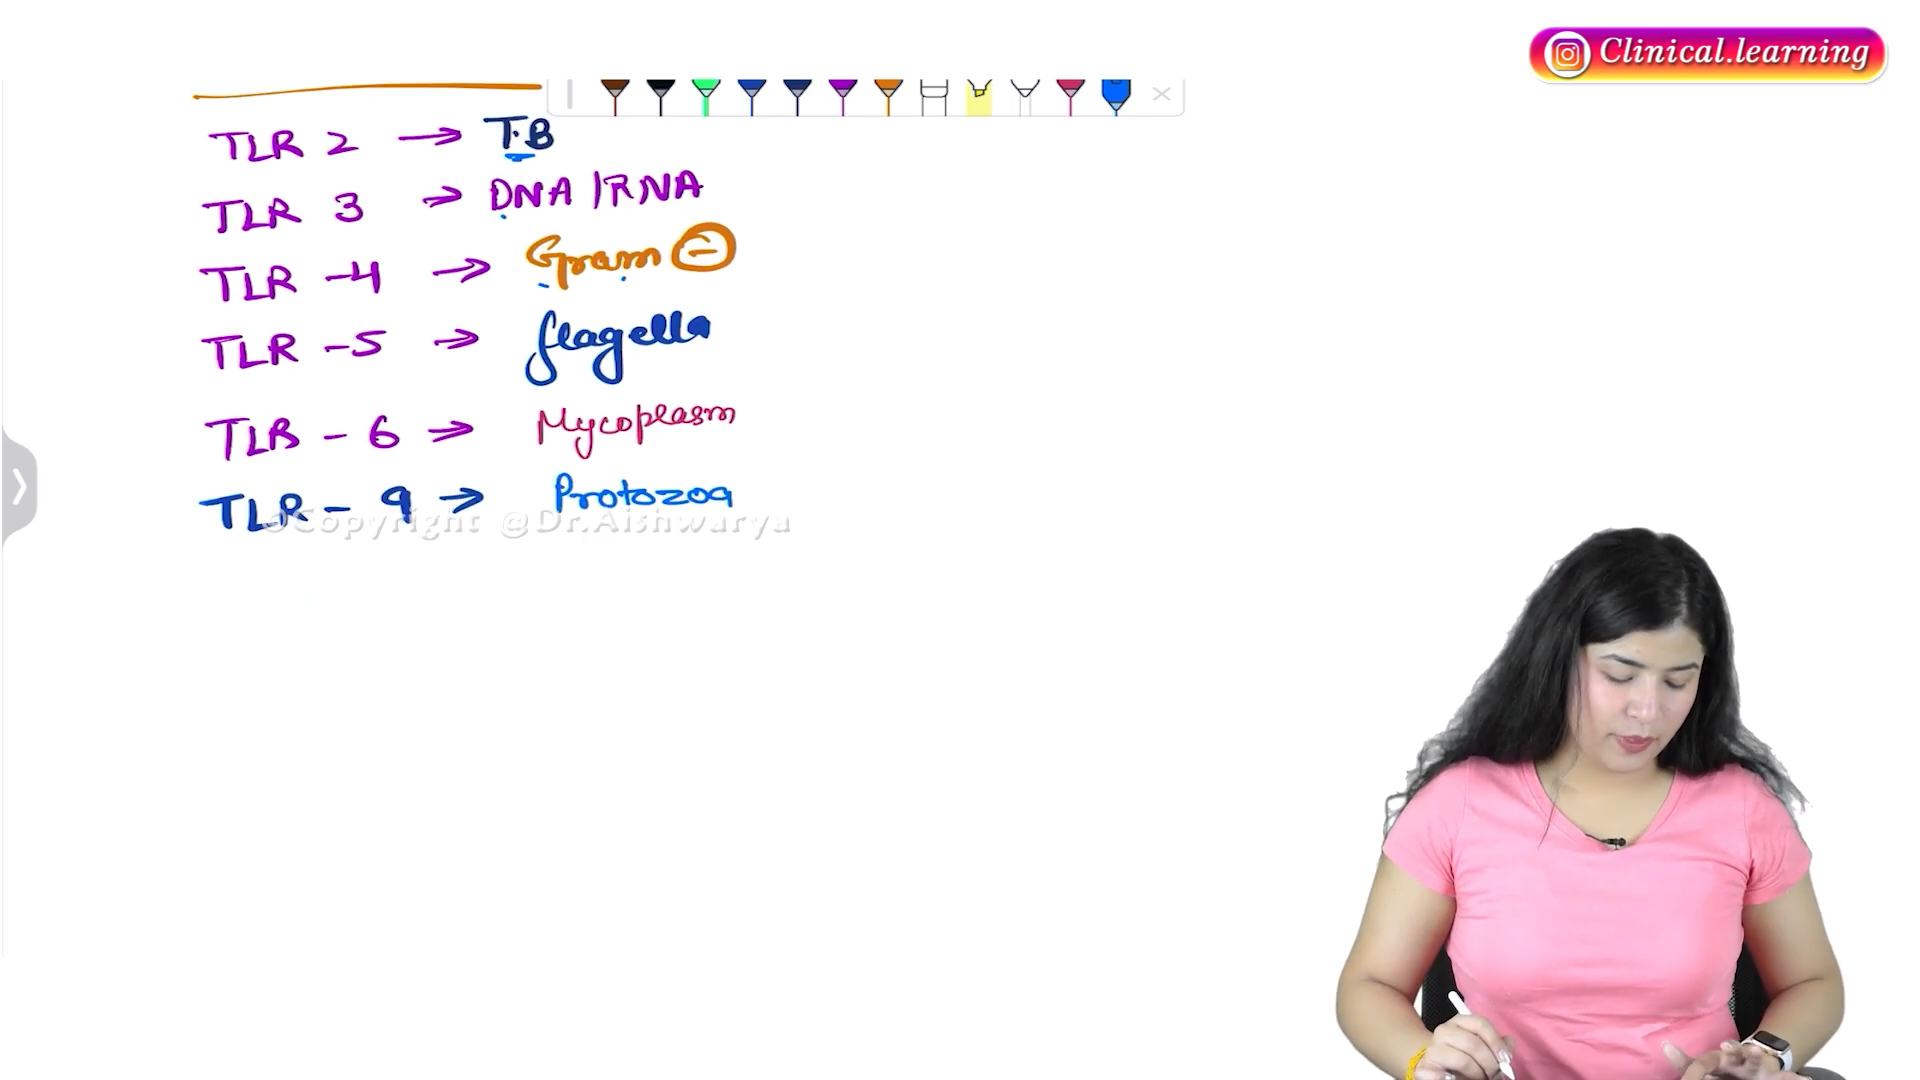 Clinical.learning
TLR 2 → T.B
TLR 3 → DNA/RNA
TLR -4 → Gram ⊖
TLR -5 → flagella
TLR - 6 → Mycoplasm
TLR - 9 → Protozoa
©Copyright @Dr.Aishwarya